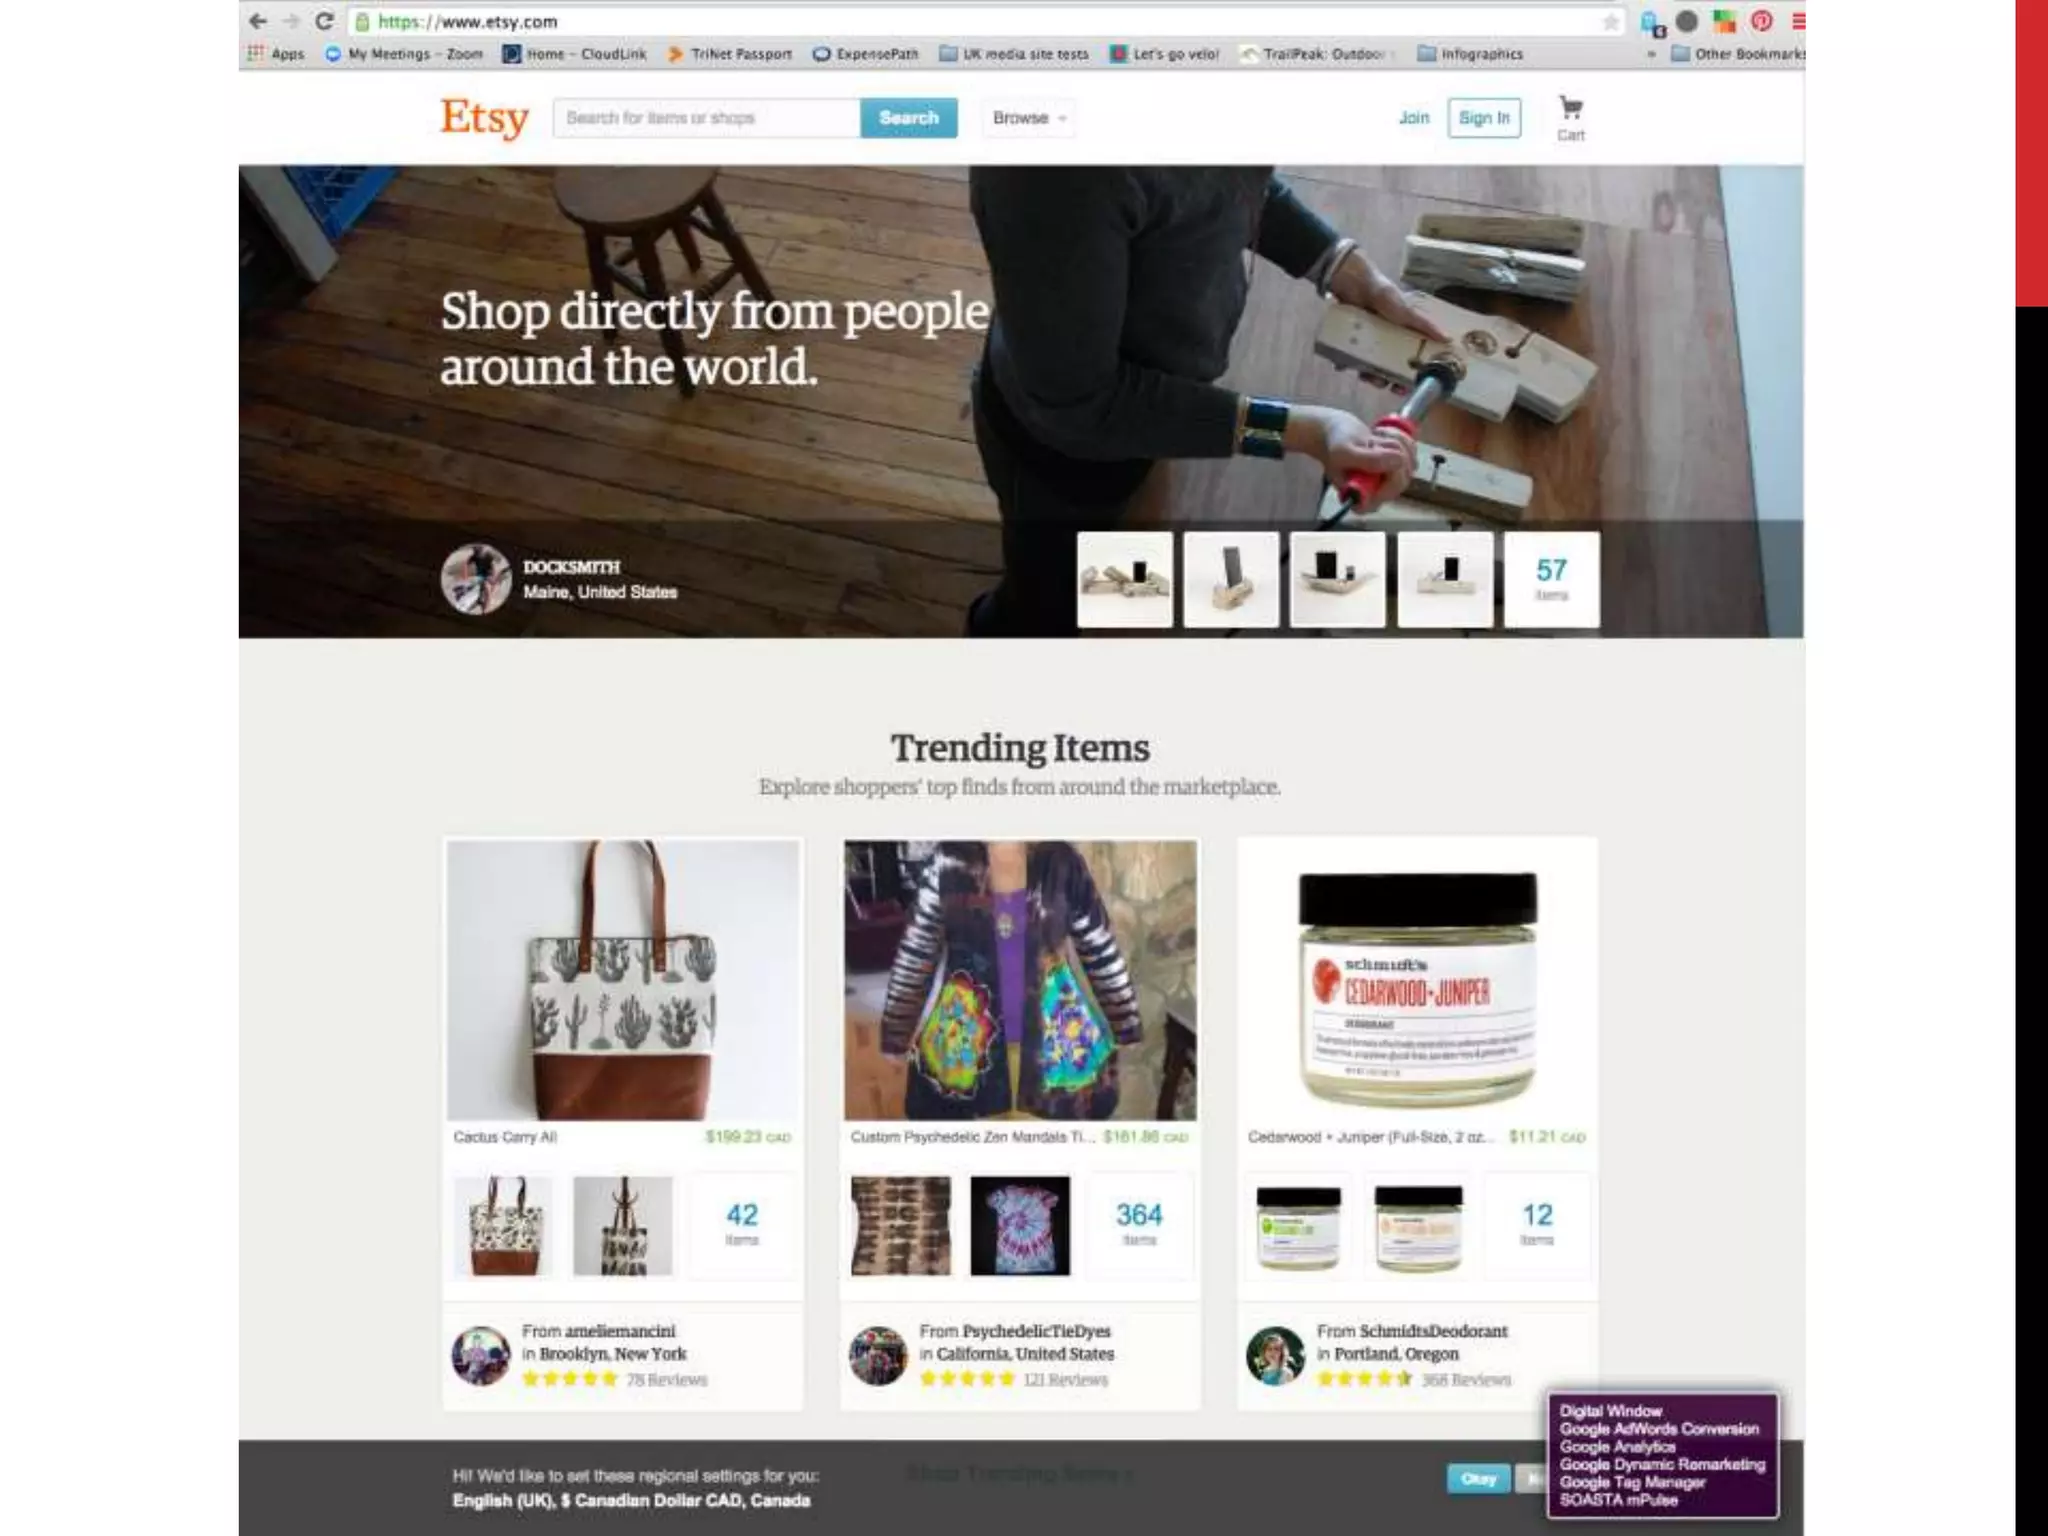 https://www.etsy.com
Apps My Meetings - Zoom Home - CloudLink TriNet Passport ExpensePath UK media site tests Let's go velo! TrailPeak: Outdoor Infographics » Other Bookmarks
Etsy Search for items or shops Search Browse Join Sign In Cart
Shop directly from people
around the world.
DOCKSMITH
Maine, United States
57
items
Trending Items
Explore shoppers' top finds from around the marketplace.
schmidt's
CEDARWOOD+JUNIPER
DEODORANT
Cactus Carry All $199.23 CAD
Custom Psychedelic Zen Mandala Ti... $161.86 CAD
Cedarwood + Juniper (Full-Size, 2 oz... $11.21 CAD
42
items
364
items
12
items
From ameliemancini
in Brooklyn, New York
78 Reviews
From PsychedelicTieDyes
in California, United States
121 Reviews
From SchmidtsDeodorant
in Portland, Oregon
368 Reviews
Hi! We'd like to set these regional settings for you:
English (UK), $ Canadian Dollar CAD, Canada
Okay
Digital Window
Google AdWords Conversion
Google Analytics
Google Dynamic Remarketing
Google Tag Manager
SOASTA mPulse